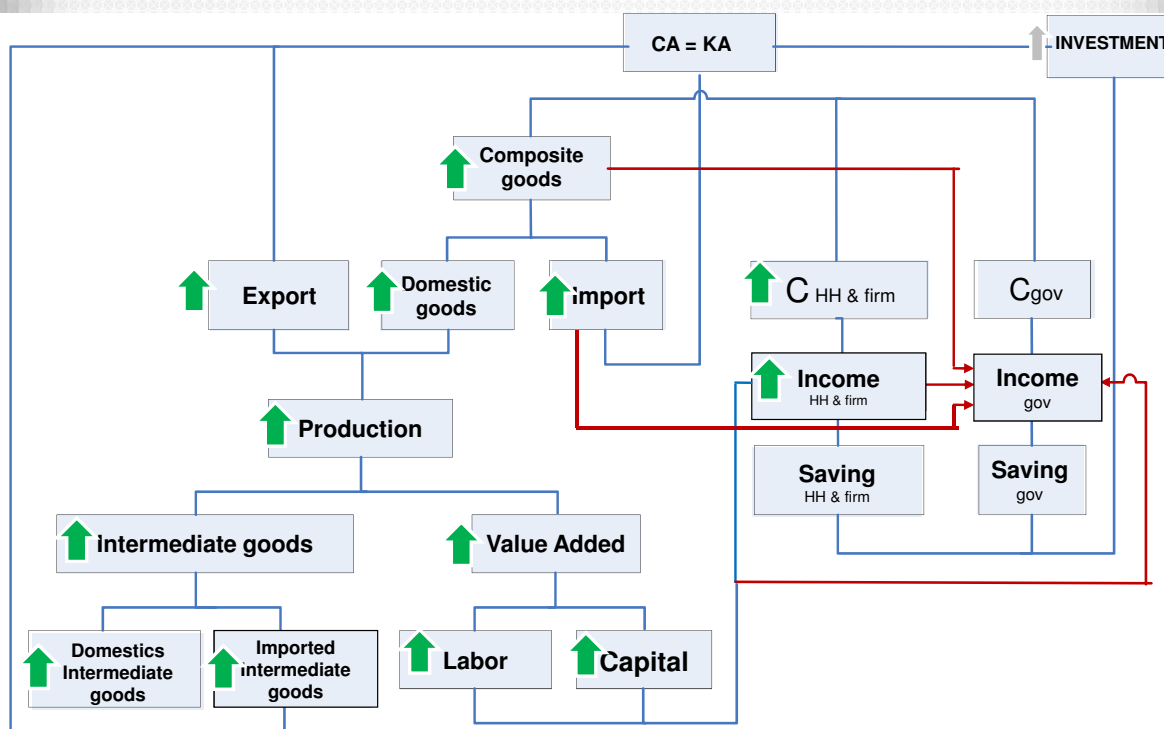 CA = KA
INVESTMENT
Composite
goods
Export
Domestic
goods
import
C HH & firm
Cgov
Income
HH & firm
Income
gov
Production
Saving
HH & firm
Saving
gov
Intermediate goods
Value Added
Domestics
Intermediate
goods
Imported
intermediate
goods
Labor
Capital